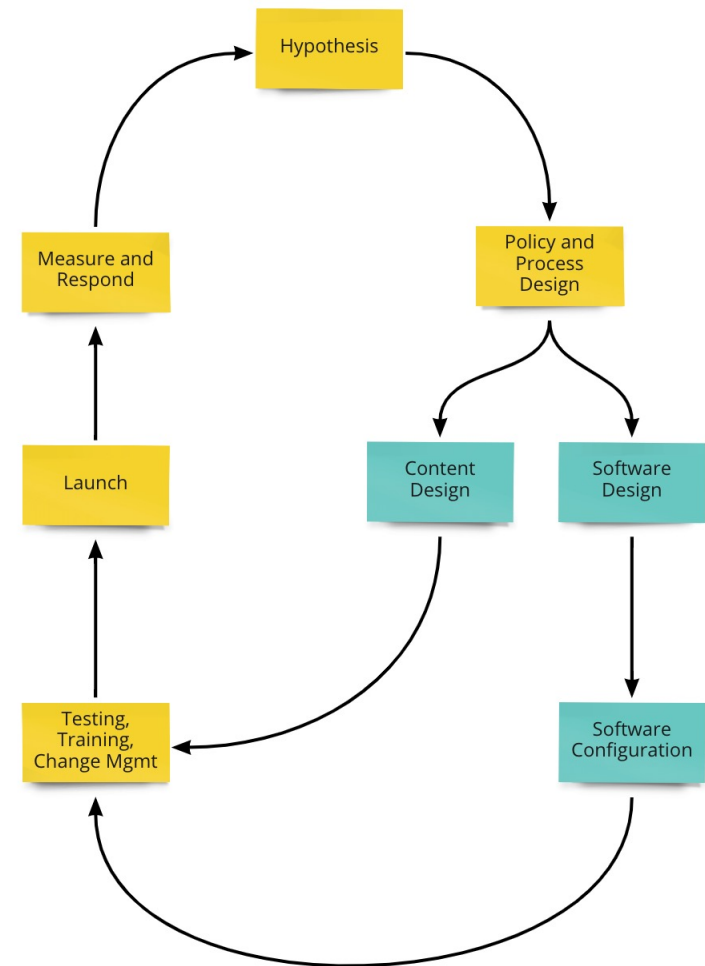 Hypothesis
Policy and
Process
Design
Measure and
Respond
Content
Design
Software
Design
Launch
Testing,
Training,
Change Mgmt
Software
Configuration